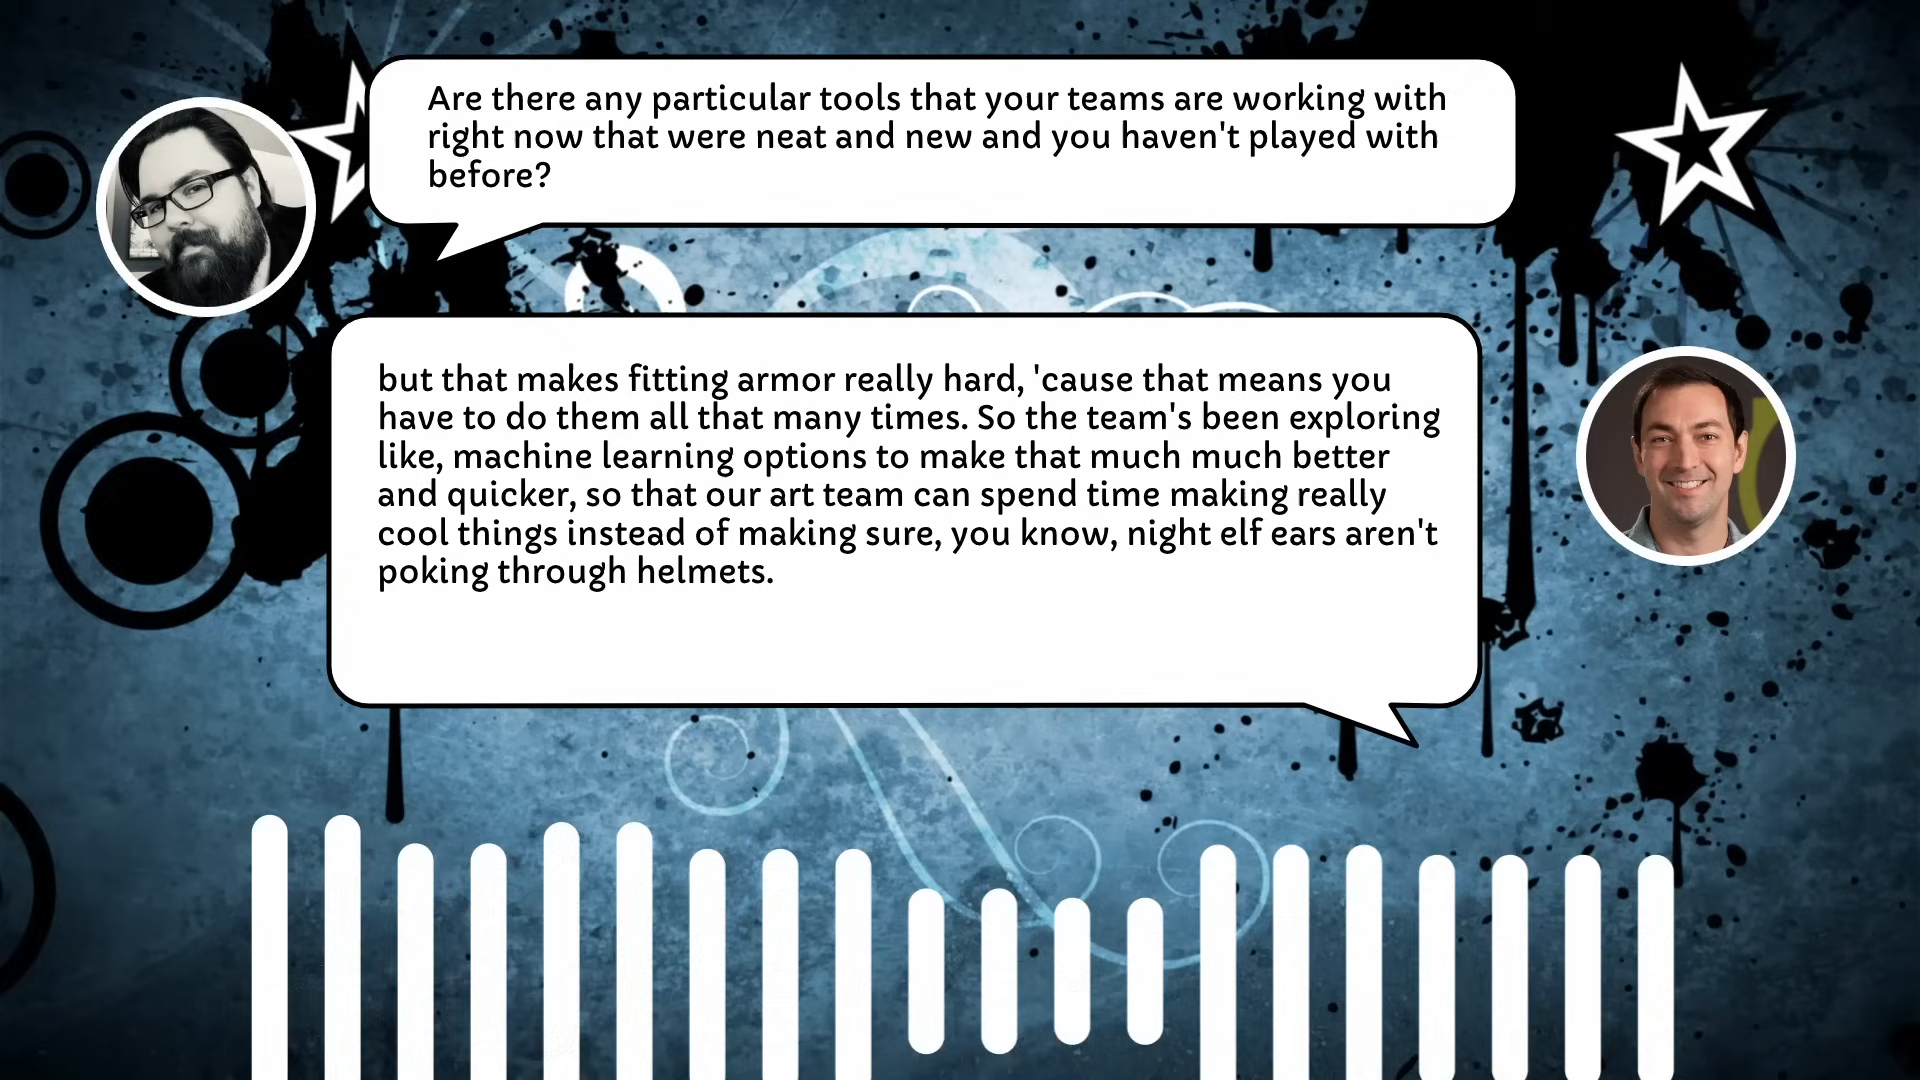 Are there any particular tools that your teams are working with
right now that were neat and new and you haven't played with
before?
but that makes fitting armor really hard, 'cause that means you
have to do them all that many times. So the team's been exploring
like, machine learning options to make that much much better
and quicker, so that our art team can spend time making really
cool things instead of making sure, you know, night elf ears aren't
poking through helmets.